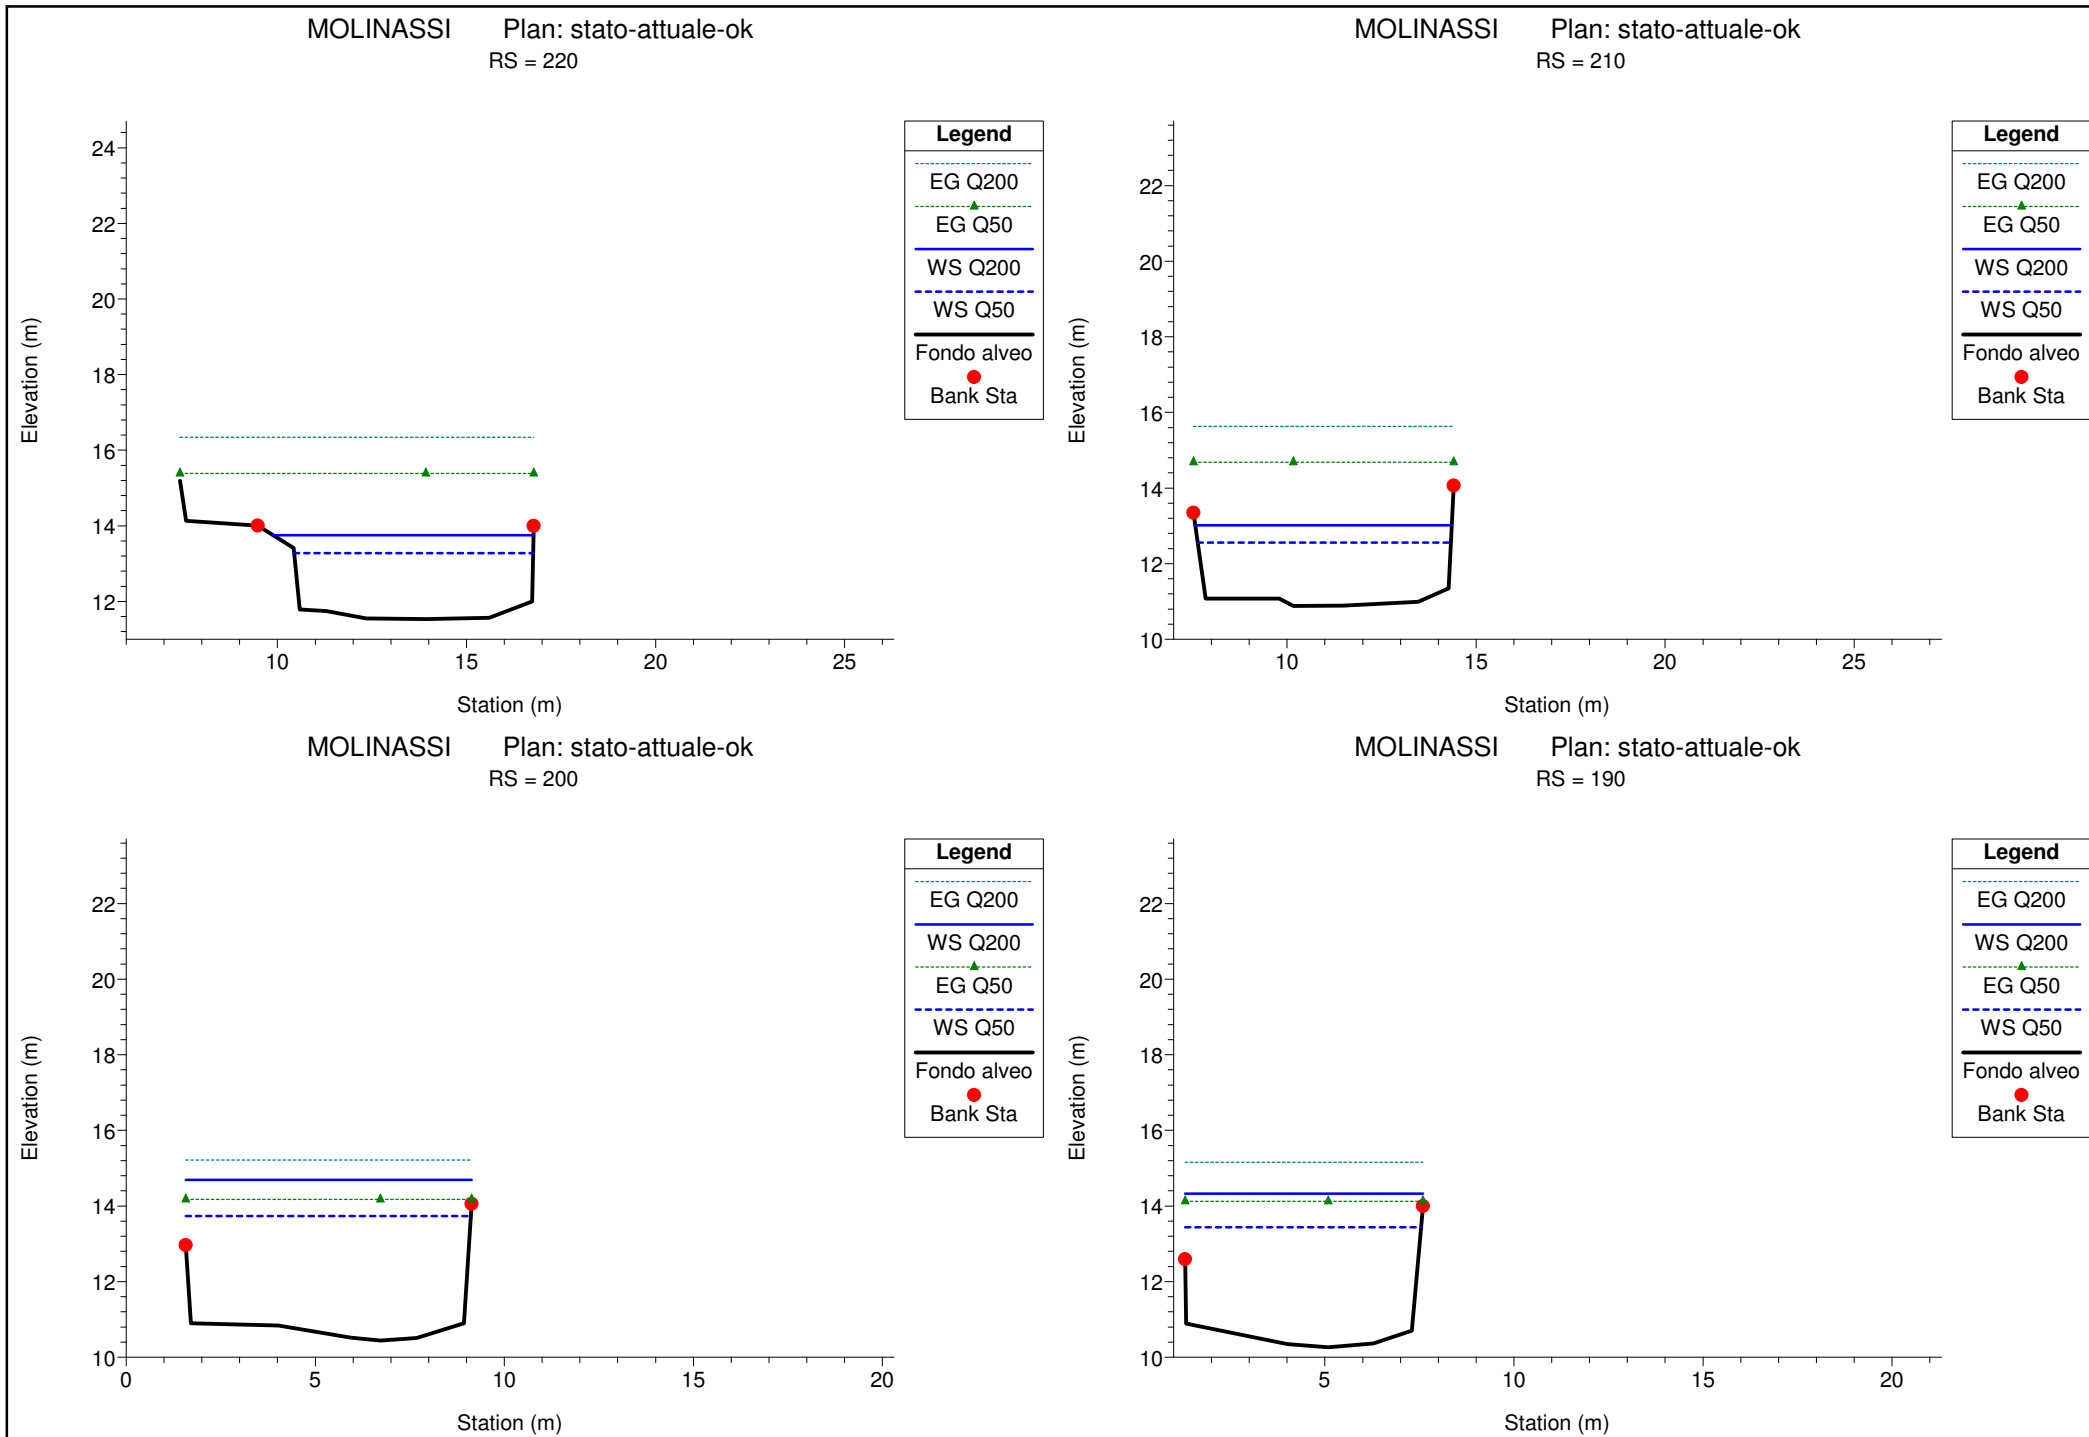 MOLINASSI Plan: stato-attuale-ok
RS = 220
Elevation (m)
24
22
20
18
16
14
12
10 15 20 25
Station (m)
Legend
EG Q200
EG Q50
WS Q200
WS Q50
Fondo alveo
Bank Sta
MOLINASSI Plan: stato-attuale-ok
RS = 210
Elevation (m)
22
20
18
16
14
12
10
10 15 20 25
Station (m)
Legend
EG Q200
EG Q50
WS Q200
WS Q50
Fondo alveo
Bank Sta
MOLINASSI Plan: stato-attuale-ok
RS = 200
Elevation (m)
22
20
18
16
14
12
10
0 5 10 15 20
Station (m)
Legend
EG Q200
WS Q200
EG Q50
WS Q50
Fondo alveo
Bank Sta
MOLINASSI Plan: stato-attuale-ok
RS = 190
Elevation (m)
22
20
18
16
14
12
10
5 10 15 20
Station (m)
Legend
EG Q200
WS Q200
EG Q50
WS Q50
Fondo alveo
Bank Sta